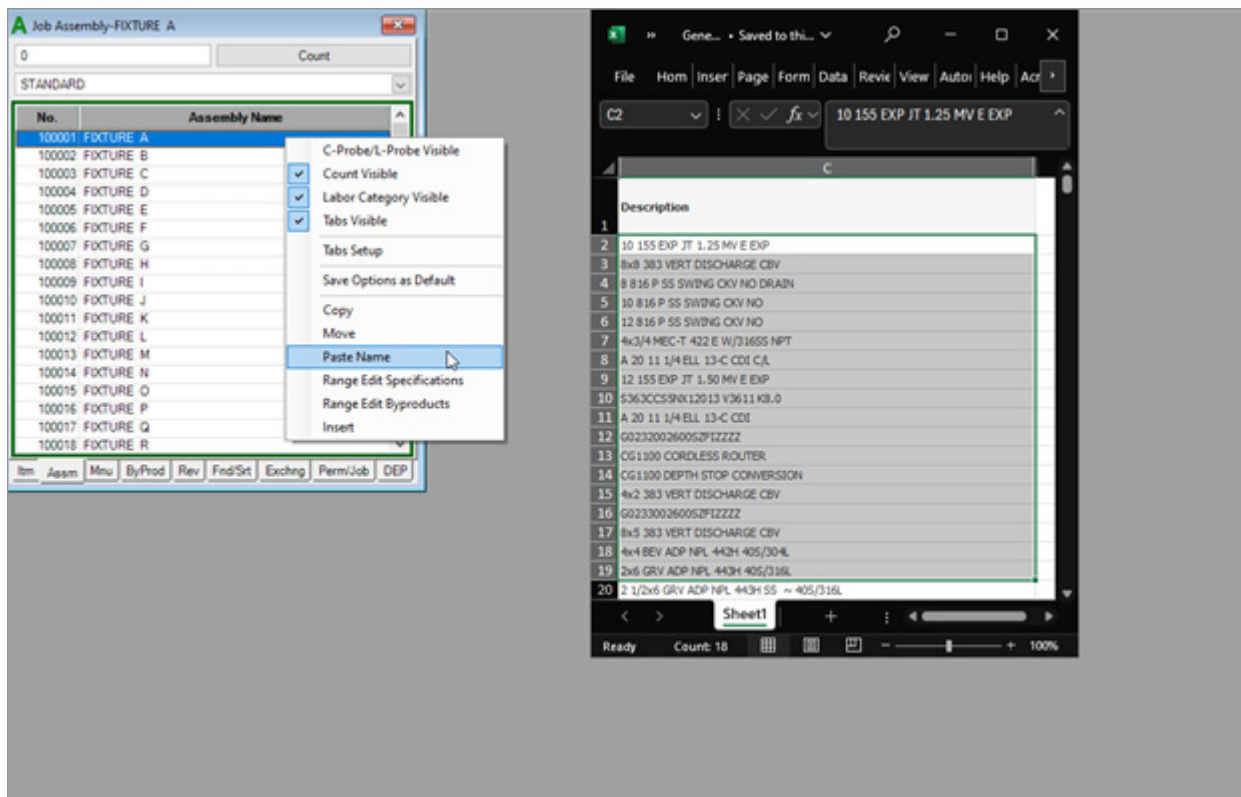 A Job Assembly-FIXTURE A
0 Count
STANDARD
No. Assembly Name
100001 FIXTURE A
100002 FIXTURE B
100003 FIXTURE C
100004 FIXTURE D
100005 FIXTURE E
100006 FIXTURE F
100007 FIXTURE G
100008 FIXTURE H
100009 FIXTURE I
100010 FIXTURE J
100011 FIXTURE K
100012 FIXTURE L
100013 FIXTURE M
100014 FIXTURE N
100015 FIXTURE O
100016 FIXTURE P
100017 FIXTURE Q
100018 FIXTURE R
Itm Assm Mnu ByProd Rev Fnd/Srt Exchng Perm/Job DEP
C-Probe/L-Probe Visible
Count Visible
Labor Category Visible
Tabs Visible
Tabs Setup
Save Options as Default
Copy
Move
Paste Name
Range Edit Specifications
Range Edit Byproducts
Insert
Gene... • Saved to thi...
File Hom Inser Page Form Data Revie View Autor Help Acr
C2 fx 10 155 EXP JT 1.25 MV E EXP
C
1 Description
2 10 155 EXP JT 1.25 MV E EXP
3 8x8 383 VERT DISCHARGE CBV
4 8 816 P SS SWING CKV NO DRAIN
5 10 816 P SS SWING CKV NO
6 12 816 P SS SWING CKV NO
7 4x3/4 MEC-T 422 E W/316SS NPT
8 A 20 11 1/4 ELL 13-C CDI C/L
9 12 155 EXP JT 1.50 MV E EXP
10 S363CCSSNX12013 V3611 K8.0
11 A 20 11 1/4 ELL 13-C CDI
12 G0232002600SZFIZZZZ
13 CG1100 CORDLESS ROUTER
14 CG1100 DEPTH STOP CONVERSION
15 4x2 383 VERT DISCHARGE CBV
16 G0233002600SZFIZZZZ
17 8x5 383 VERT DISCHARGE CBV
18 4x4 BEV ADP NPL 442H 40S/304L
19 2x6 GRV ADP NPL 443H 40S/316L
20 2 1/2x6 GRV ADP NPL 443H SS ~ 40S/316L
Sheet1
Ready Count: 18 100%